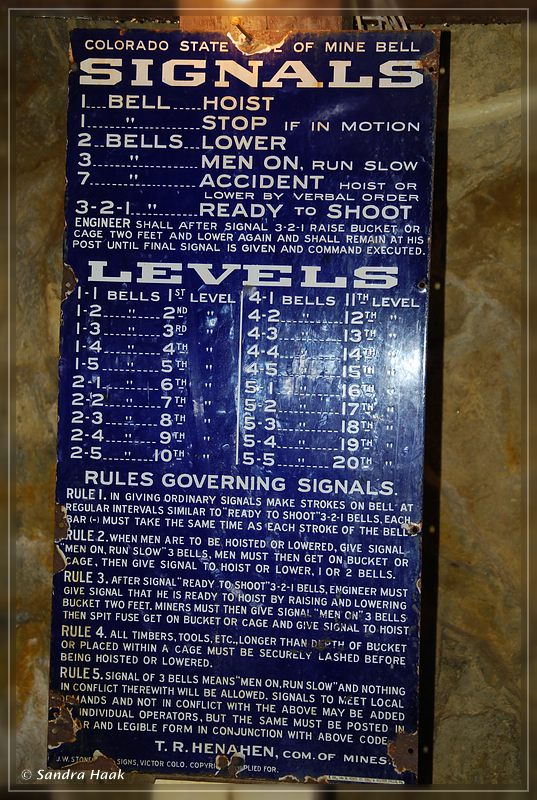 COLORADO STATE OF MINE BELL
SIGNALS
1....BELL.....HOIST
1........"..............STOP IF IN MOTION
2...BELLS...LOWER
3........"..............MEN ON, RUN SLOW
7........"..............ACCIDENT HOIST OR
LOWER BY VERBAL ORDER
3-2-1.."..........READY TO SHOOT
ENGINEER SHALL AFTER SIGNAL 3-2-1 RAISE BUCKET OR
CAGE TWO FEET AND LOWER AGAIN AND SHALL REMAIN AT HIS
POST UNTIL FINAL SIGNAL IS GIVEN AND COMMAND EXECUTED.
LEVELS
1-1 BELLS 1ST LEVEL
1-2....."......2ND "
1-3....."......3RD "
1-4....."......4TH "
1-5....."......5TH "
2-1....."......6TH "
2-2....."......7TH "
2-3....."......8TH "
2-4....."......9TH "
2-5....."......10TH "
4-1 BELLS 11TH LEVEL
4-2......"......12TH "
4-3......"......13TH "
4-4......"......14TH "
4-5......"......15TH "
5-1......"......16TH "
5-2......"......17TH "
5-3......"......18TH "
5-4......"......19TH "
5-5......"......20TH "
RULES GOVERNING SIGNALS.
RULE 1. IN GIVING ORDINARY SIGNALS MAKE STROKES ON BELL AT
REGULAR INTERVALS SIMILAR TO "READY TO SHOOT" 3-2-1 BELLS, EACH
BAR (-) MUST TAKE THE SAME TIME AS EACH STROKE OF THE BELL
RULE 2. WHEN MEN ARE TO BE HOISTED OR LOWERED, GIVE SIGNAL
"MEN ON, RUN SLOW" 3 BELLS, MEN MUST THEN GET ON BUCKET OR
CAGE, THEN GIVE SIGNAL TO HOIST OR LOWER, 1 OR 2 BELLS.
RULE 3. AFTER SIGNAL "READY TO SHOOT" 3-2-1 BELLS, ENGINEER MUST
GIVE SIGNAL THAT HE IS READY TO HOIST BY RAISING AND LOWERING
BUCKET TWO FEET. MINERS MUST THEN GIVE SIGNAL "MEN ON" 3 BELLS
THEN SPIT FUSE GET ON BUCKET OR CAGE AND GIVE SIGNAL TO HOIST
RULE 4. ALL TIMBERS, TOOLS, ETC., LONGER THAN DEPTH OF BUCKET
OR PLACED WITHIN A CAGE MUST BE SECURELY LASHED BEFORE
BEING HOISTED OR LOWERED.
RULE 5. SIGNAL OF 3 BELLS MEANS "MEN ON, RUN SLOW" AND NOTHING
IN CONFLICT THEREWITH WILL BE ALLOWED. SIGNALS TO MEET LOCAL
MANDS AND NOT IN CONFLICT WITH THE ABOVE MAY BE ADDED
INDIVIDUAL OPERATORS, BUT THE SAME MUST BE POSTED IN
AND LEGIBLE FORM IN CONJUNCTION WITH ABOVE CODE
T. R. HENAHEN, COM. OF MINES.
J.W. SIGNS, VICTOR COLO. FOR.
© Sandra Haak